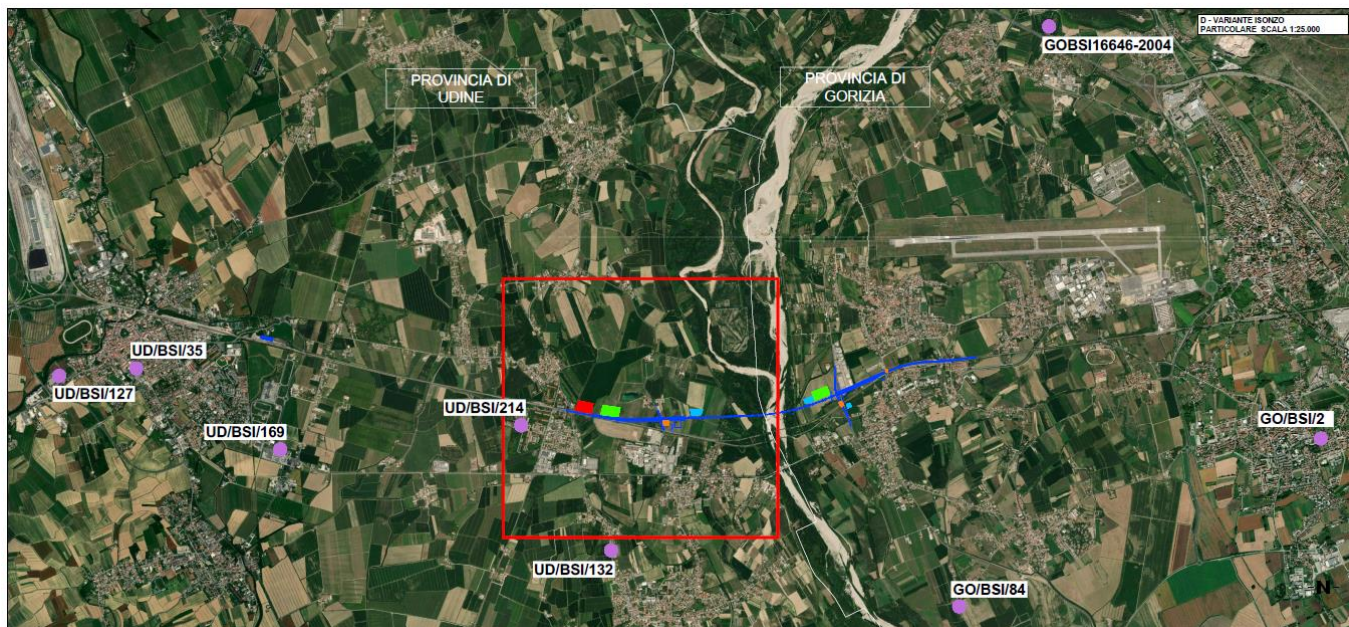 D - VARIANTE ISONZO
PARTICOLARE SCALA 1:25.000
GOBSI16646-2004
PROVINCIA DI
UDINE
PROVINCIA DI
GORIZIA
UD/BSI/35
UD/BSI/127
UD/BSI/214
UD/BSI/169
GO/BSI/2
UD/BSI/132
GO/BSI/84
N